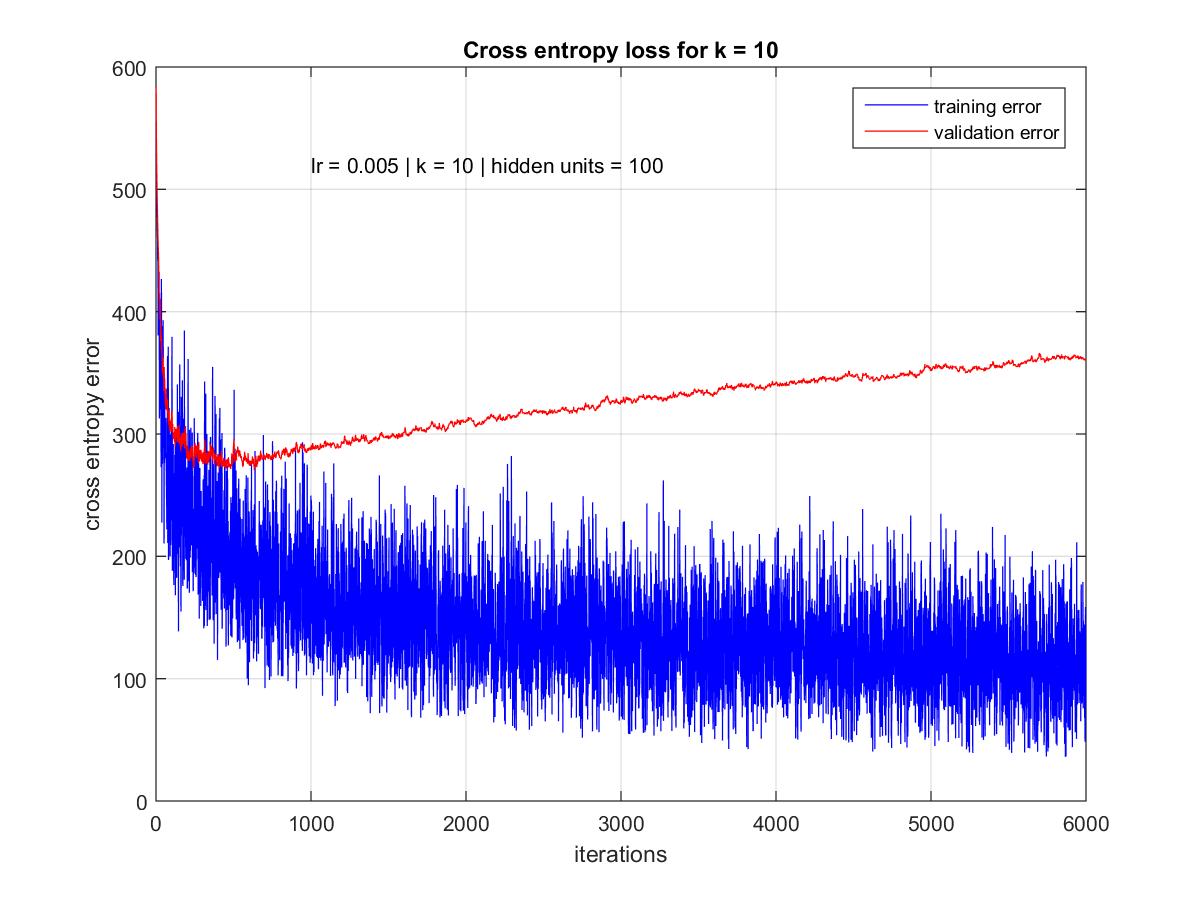 Cross entropy loss for k = 10
600
500
400
300
200
100
0
cross entropy error
training error
validation error
lr = 0.005 | k = 10 | hidden units = 100
0 1000 2000 3000 4000 5000 6000
iterations